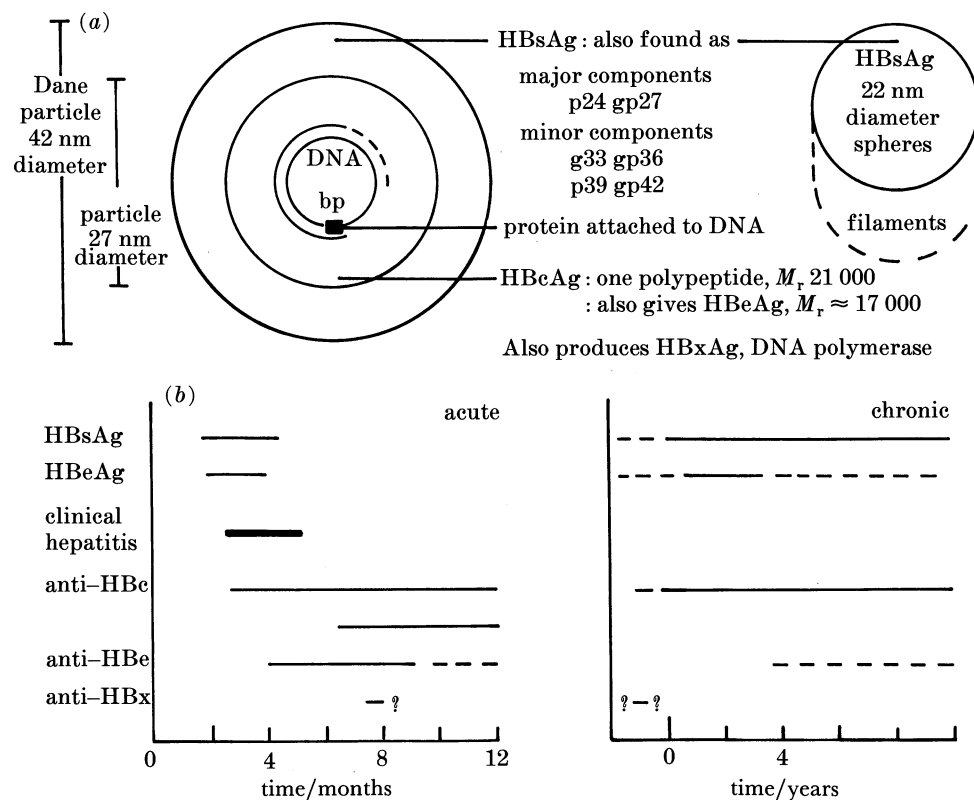 (a)
Dane
particle
42 nm
diameter
particle
27 nm
diameter
DNA
bp
HBsAg : also found as
major components
p24 gp27
minor components
g33 gp36
p39 gp42
protein attached to DNA
HBcAg : one polypeptide, Mr 21 000
: also gives HBeAg, Mr ≈ 17 000
Also produces HBxAg, DNA polymerase
HBsAg
22 nm
diameter
spheres
filaments
(b)
acute
HBsAg
HBeAg
clinical
hepatitis
anti–HBc
anti–HBe
anti–HBx
?
0 4 8 12
time/months
chronic
? – ?
0 4
time/years